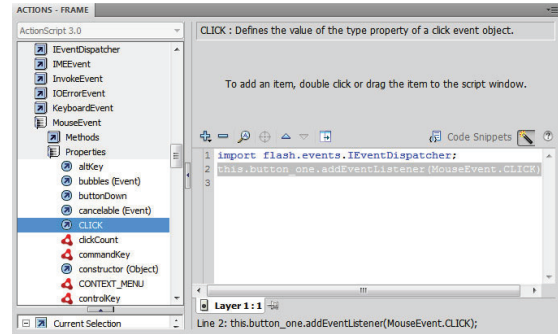 ACTIONS - FRAME
ActionScript 3.0
IEventDispatcher
IMEEvent
InvokeEvent
IOErrorEvent
KeyboardEvent
MouseEvent
Methods
Properties
altKey
bubbles (Event)
buttonDown
cancelable (Event)
CLICK
clickCount
commandKey
constructor (Object)
CONTEXT_MENU
controlKey
Current Selection
CLICK : Defines the value of the type property of a click event object.
To add an item, double click or drag the item to the script window.
Code Snippets
1 import flash.events.IEventDispatcher;
2 this.button_one.addEventListener(MouseEvent.CLICK)
3
Layer 1 : 1
Line 2: this.button_one.addEventListener(MouseEvent.CLICK);